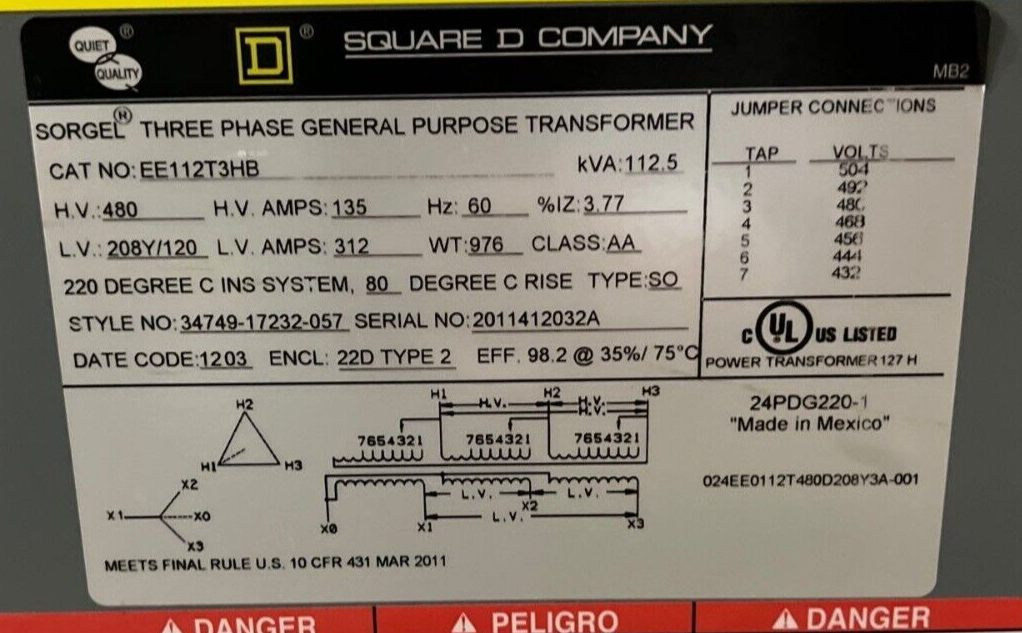 QUIET ®
& QUALITY
D ®
SQUARE D COMPANY
MB2
SORGEL® THREE PHASE GENERAL PURPOSE TRANSFORMER
CAT NO: EE112T3HB kVA: 112.5
H.V.: 480 H.V. AMPS: 135 Hz: 60 %IZ: 3.77
L.V.: 208Y/120 L.V. AMPS: 312 WT: 976 CLASS: AA
220 DEGREE C INS SYSTEM, 80 DEGREE C RISE TYPE: SO
STYLE NO: 34749-17232-057 SERIAL NO: 2011412032A
DATE CODE: 1203 ENCL: 22D TYPE 2 EFF. 98.2 @ 35%/ 75°C
JUMPER CONNECTIONS
TAP VOLTS
1 504
2 492
3 480
4 468
5 456
6 444
7 432
C UL ® US LISTED
POWER TRANSFORMER 127 H
24PDG220-1
"Made in Mexico"
024EE0112T480D208Y3A-001
H2
H1 H3
X2
X1 X0
X3
H1 H2 H3
H.V. H.V.
H.V.
7654321 7654321 7654321
L.V. L.V.
X2
L.V.
X0 X1 X3
MEETS FINAL RULE U.S. 10 CFR 431 MAR 2011
DANGER PELIGRO DANGER